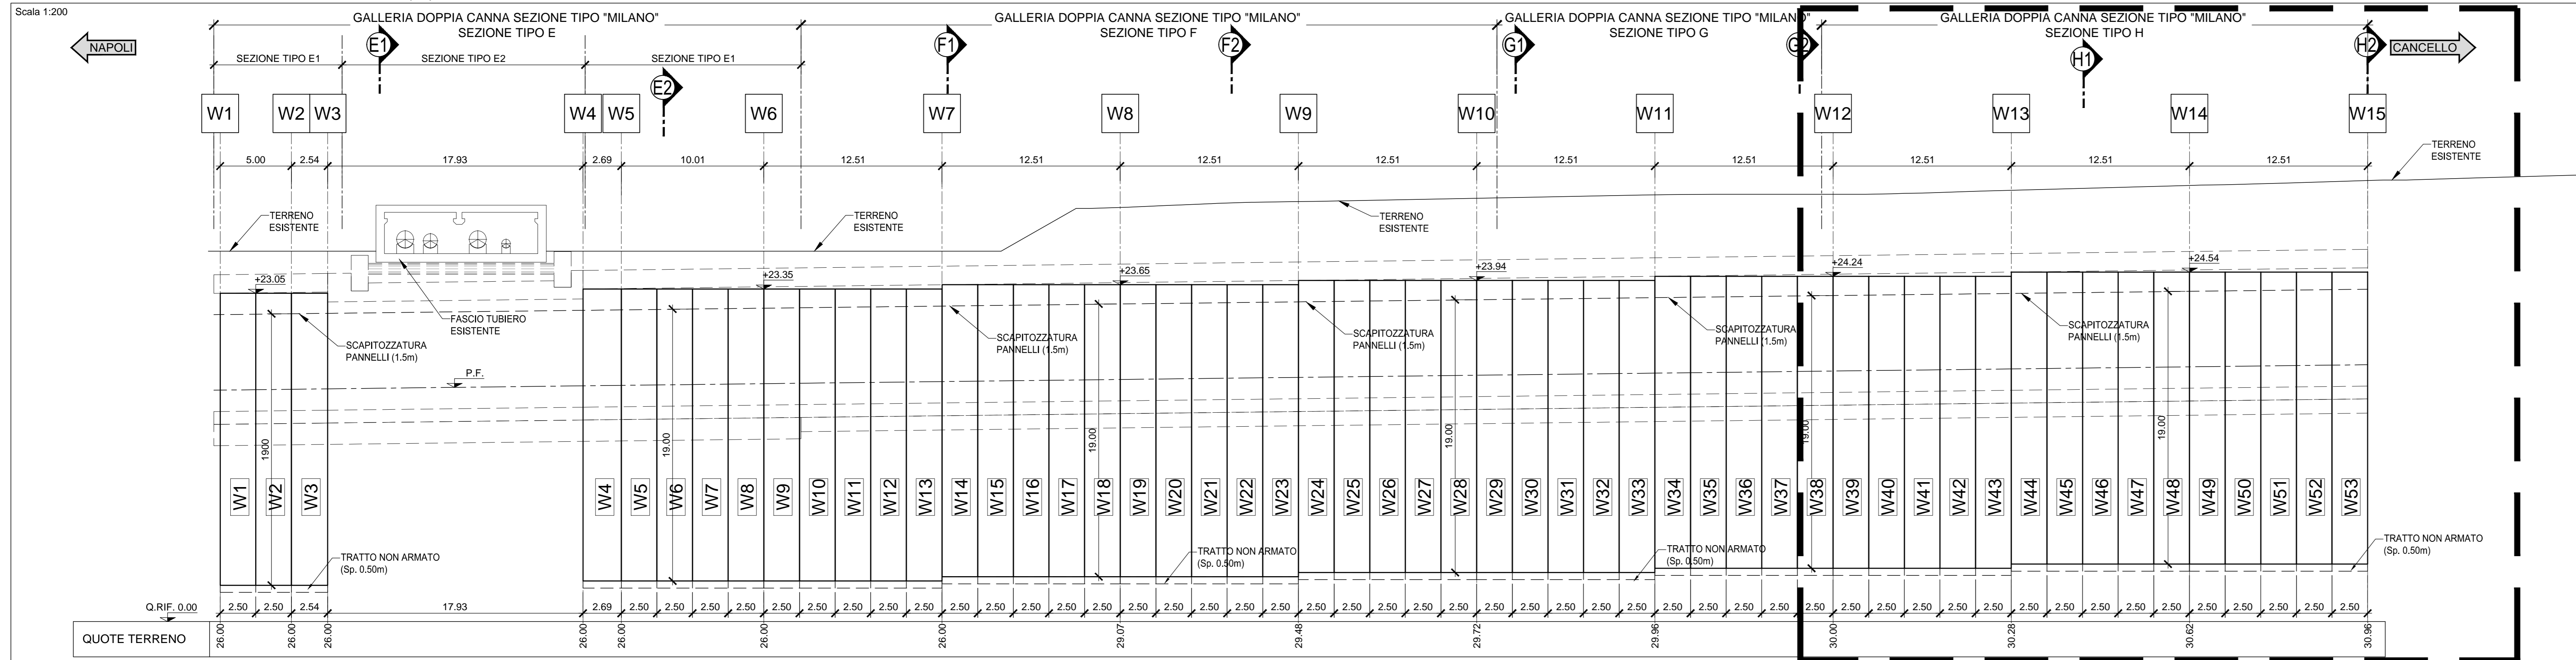 Scala 1:200
GALLERIA DOPPIA CANNA SEZIONE TIPO "MILANO"
SEZIONE TIPO E
GALLERIA DOPPIA CANNA SEZIONE TIPO "MILANO"
SEZIONE TIPO F
GALLERIA DOPPIA CANNA SEZIONE TIPO "MILANO"
SEZIONE TIPO G
GALLERIA DOPPIA CANNA SEZIONE TIPO "MILANO"
SEZIONE TIPO H
NAPOLI
E1
F1
F2
G1
G2
H1
H2
CANCELLO
SEZIONE TIPO E1
SEZIONE TIPO E2
SEZIONE TIPO E1
E2
W1 W2 W3 W4 W5 W6 W7 W8 W9 W10 W11 W12 W13 W14 W15
5.00 2.54 17.93 2.69 10.01 12.51 12.51 12.51 12.51 12.51 12.51 12.51 12.51 12.51
TERRENO
ESISTENTE
TERRENO
ESISTENTE
TERRENO
ESISTENTE
TERRENO
ESISTENTE
+23.05
+23.35
+23.65
+23.94
+24.24
+24.54
FASCIO TUBIERO
ESISTENTE
SCAPITOZZATURA
PANNELLI (1.5m)
SCAPITOZZATURA
PANNELLI (1.5m)
SCAPITOZZATURA
PANNELLI (1.5m)
SCAPITOZZATURA
PANNELLI (1.5m)
SCAPITOZZATURA
PANNELLI (1.5m)
P.F.
1900
19.00
19.00
19.00
19.00
19.00
W1 W2 W3 W4 W5 W6 W7 W8 W9 W10 W11 W12 W13 W14 W15 W16 W17 W18 W19 W20 W21 W22 W23 W24 W25 W26 W27 W28 W29 W30 W31 W32 W33 W34 W35 W36 W37 W38 W39 W40 W41 W42 W43 W44 W45 W46 W47 W48 W49 W50 W51 W52 W53
TRATTO NON ARMATO
(Sp. 0.50m)
TRATTO NON ARMATO
(Sp. 0.50m)
TRATTO NON ARMATO
(Sp. 0.50m)
TRATTO NON ARMATO
(Sp. 0.50m)
Q.RIF. 0.00
2.50 2.50 2.54 17.93 2.69 2.50 2.50 2.50 2.50 2.50 2.50 2.50 2.50 2.50 2.50 2.50 2.50 2.50 2.50 2.50 2.50 2.50 2.50 2.50 2.50 2.50 2.50 2.50 2.50 2.50 2.50 2.50 2.50 2.50 2.50 2.50 2.50 2.50 2.50 2.50 2.50 2.50 2.50 2.50 2.50 2.50 2.50 2.50 2.50 2.50 2.50 2.50 2.50 2.50
QUOTE TERRENO
26.00 26.00 26.00 26.00 26.00 26.00 26.00 29.07 29.48 29.72 29.96 30.00 30.28 30.62 30.96